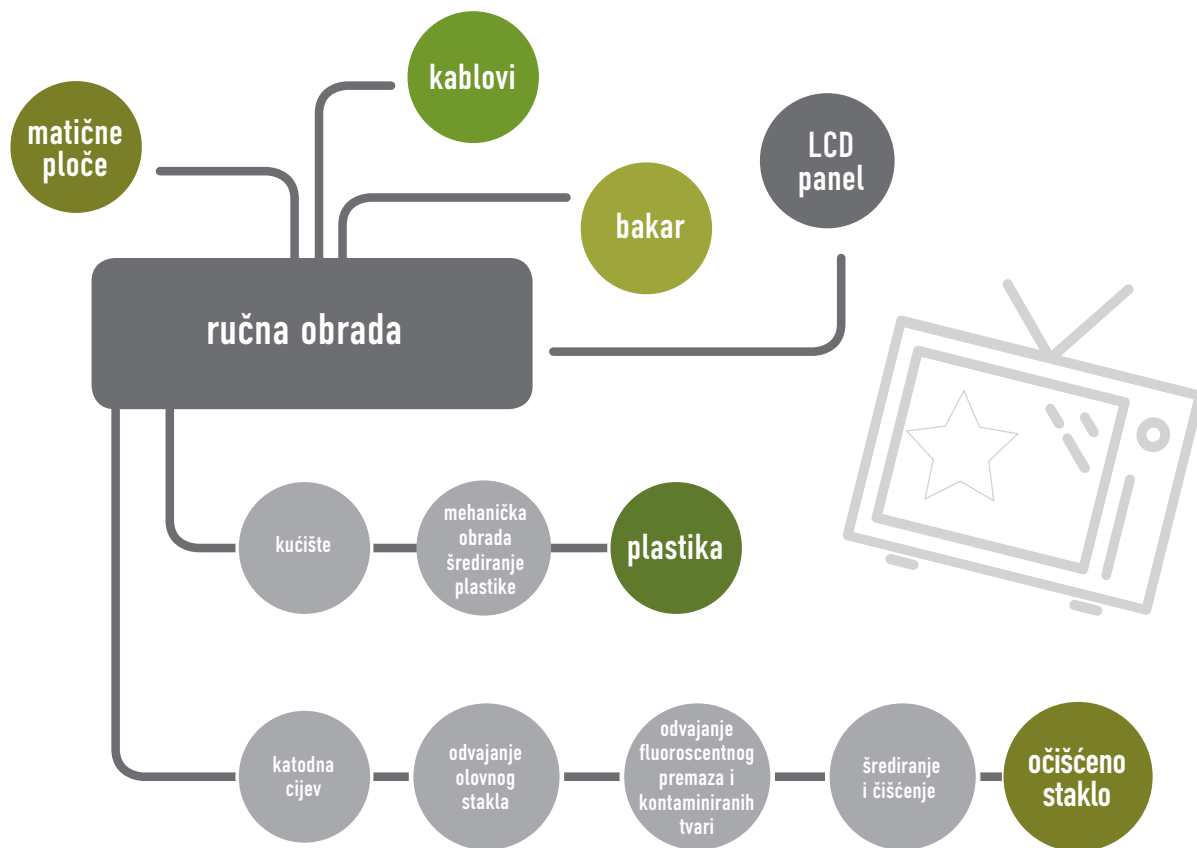 kablovi
matične
ploče
LCD
panel
bakar
ručna obrada
kućište
mehanička
obrada
šrediranje
plastike
plastika
katodna
cijev
odvajanje
olovnog
stakla
odvajanje
fluoroscentnog
premaza i
kontaminiranih
tvari
šrediranje
i čišćenje
očišćeno
staklo